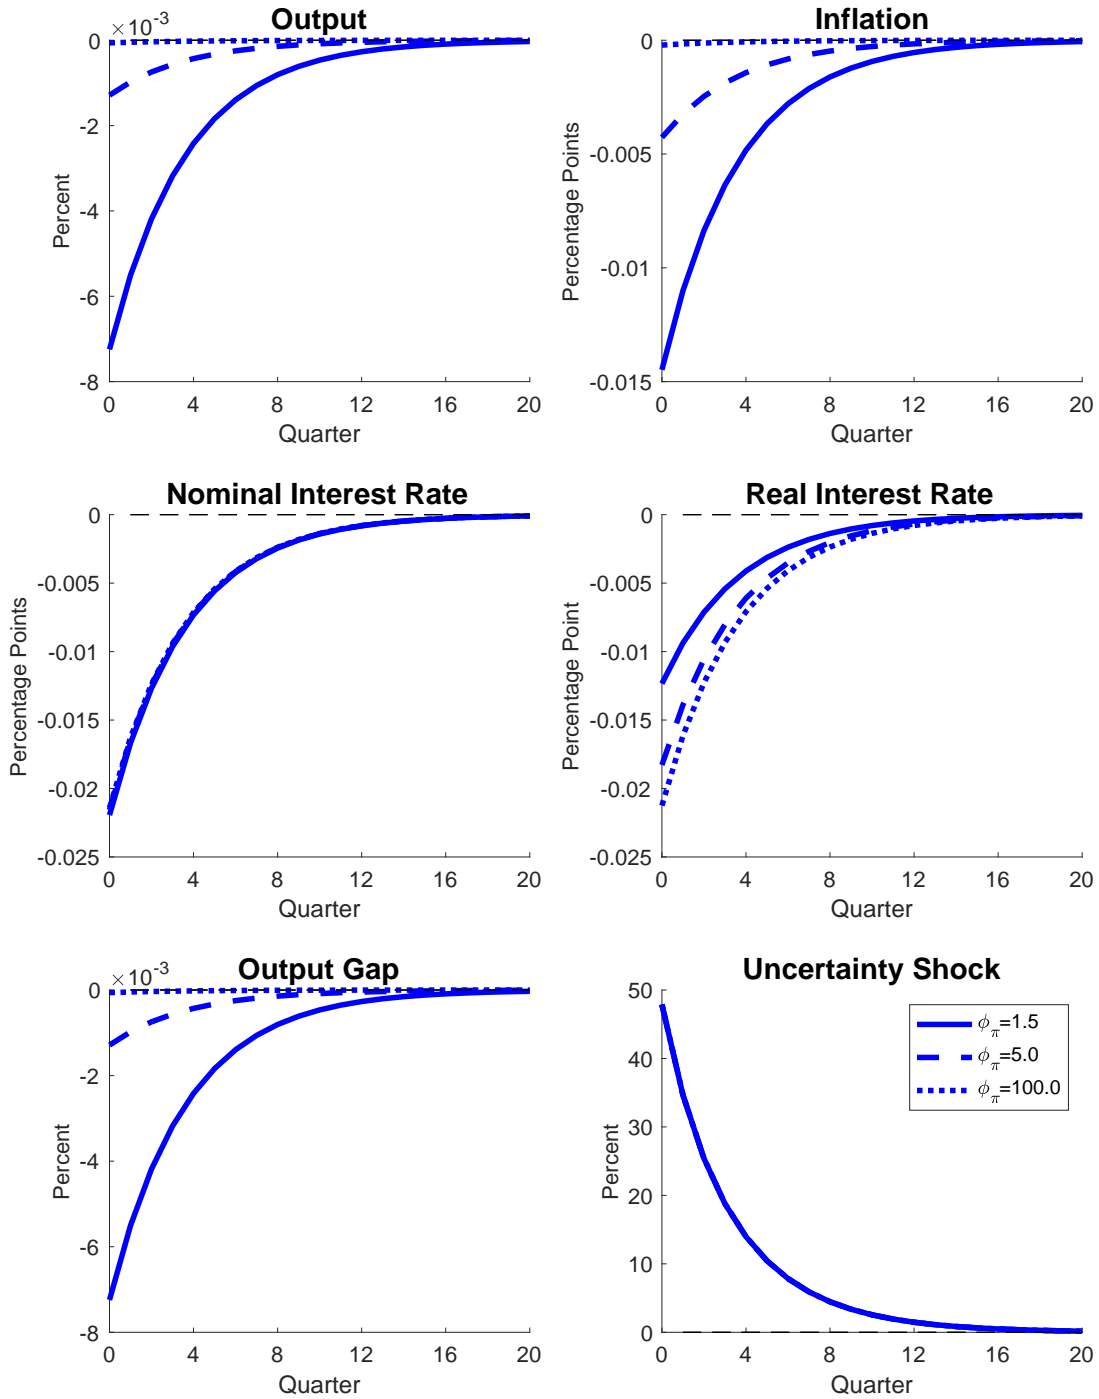 Output
×10⁻³
Percent
0
-2
-4
-6
-8
0 4 8 12 16 20
Quarter
Inflation
Percentage Points
0
-0.005
-0.01
-0.015
0 4 8 12 16 20
Quarter
Nominal Interest Rate
Percentage Points
0
-0.005
-0.01
-0.015
-0.02
-0.025
0 4 8 12 16 20
Quarter
Real Interest Rate
Percentage Point
0
-0.005
-0.01
-0.015
-0.02
-0.025
0 4 8 12 16 20
Quarter
Output Gap
×10⁻³
Percent
0
-2
-4
-6
-8
0 4 8 12 16 20
Quarter
Uncertainty Shock
Percent
50
40
30
20
10
0
ϕπ=1.5
ϕπ=5.0
ϕπ=100.0
0 4 8 12 16 20
Quarter